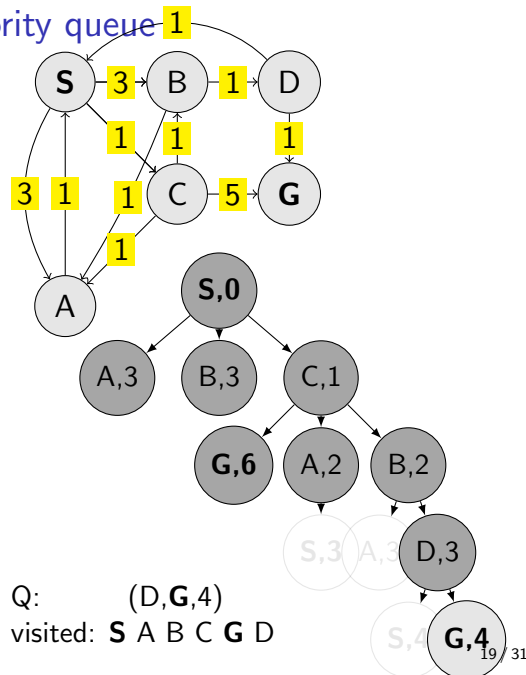 ority queue
1
S 3 B 1 D
1 1 1
3 1 1 C 5 G
1
A
S,0
A,3 B,3 C,1
G,6 A,2 B,2
S,3 A,3 D,3
Q: (D,G,4)
visited: S A B C G D
S,4 G,4
19 / 31